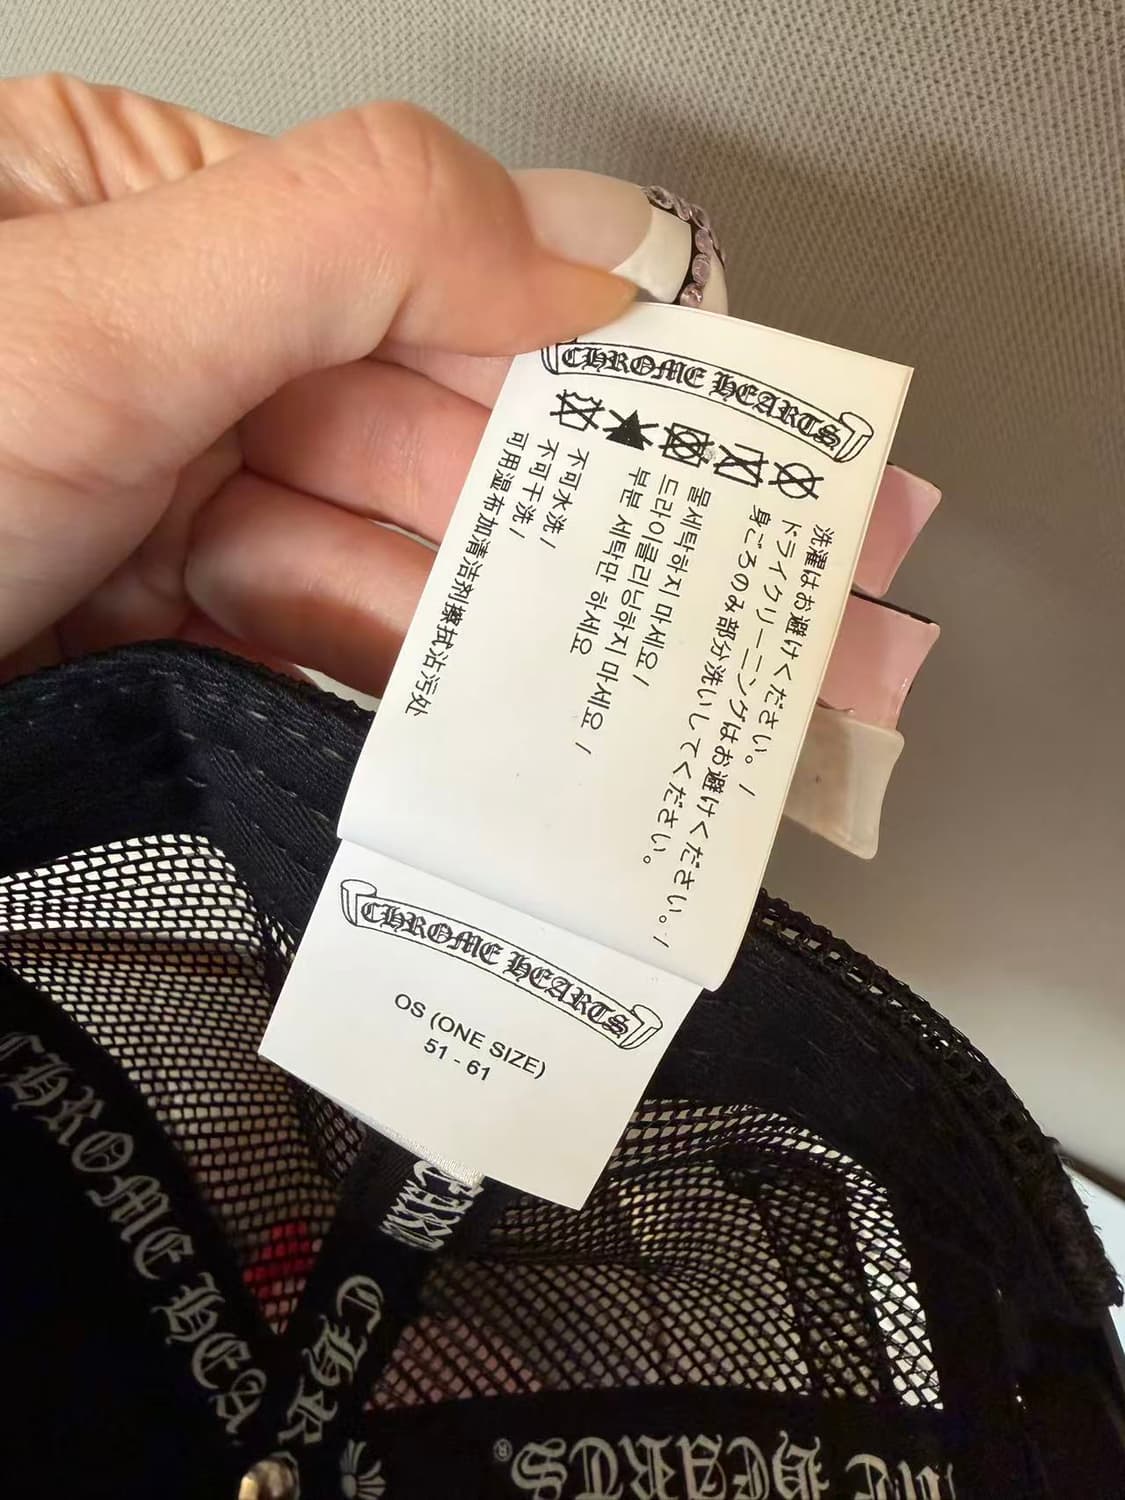 CHROME HEARTS
洗濯はお避けください。 /
ドライクリーニングはお避けください。 /
身ごろのみ部分洗いしてください。
물세탁하지 마세요 /
드라이클리닝하지 마세요 /
부분 세탁만 하세요
不可水洗 /
不可干洗 /
可用湿布加清洁剂擦拭沾污处
CHROME HEARTS
OS (ONE SIZE)
51 - 61
CHROME HEA
CHR
ME HEARTS®